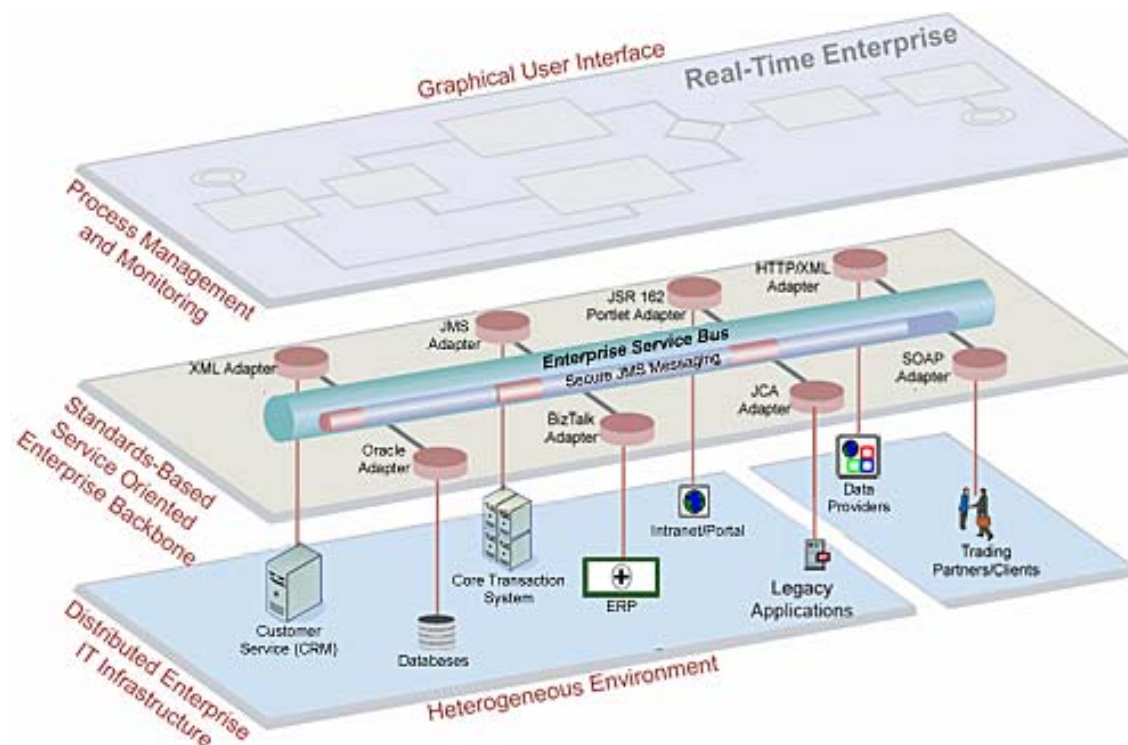 Graphical User Interface
Real-Time Enterprise
Process Management
and Monitoring
HTTP/XML
Adapter
JSR 162
Portlet Adapter
JMS
Adapter
XML Adapter
Enterprise Service Bus
Secure JMS Messaging
SOAP
Adapter
JCA
Adapter
BizTalk
Adapter
Oracle
Adapter
Standards-Based
Service Oriented
Enterprise Backbone
Data
Providers
Intranet/Portal
Trading
Partners/Clients
Core Transaction
System
Legacy
Applications
ERP
Customer
Service (CRM)
Databases
Distributed Enterprise
IT Infrastructure
Heterogeneous Environment